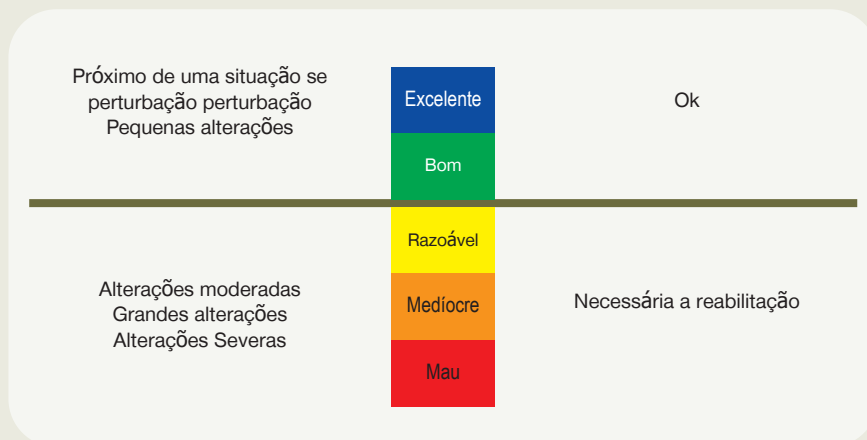 Próximo de uma situação se
perturbação perturbação
Pequenas alterações
Excelente
Ok
Bom
Razoável
Alterações moderadas
Grandes alterações
Alterações Severas
Medíocre
Necessária a reabilitação
Mau